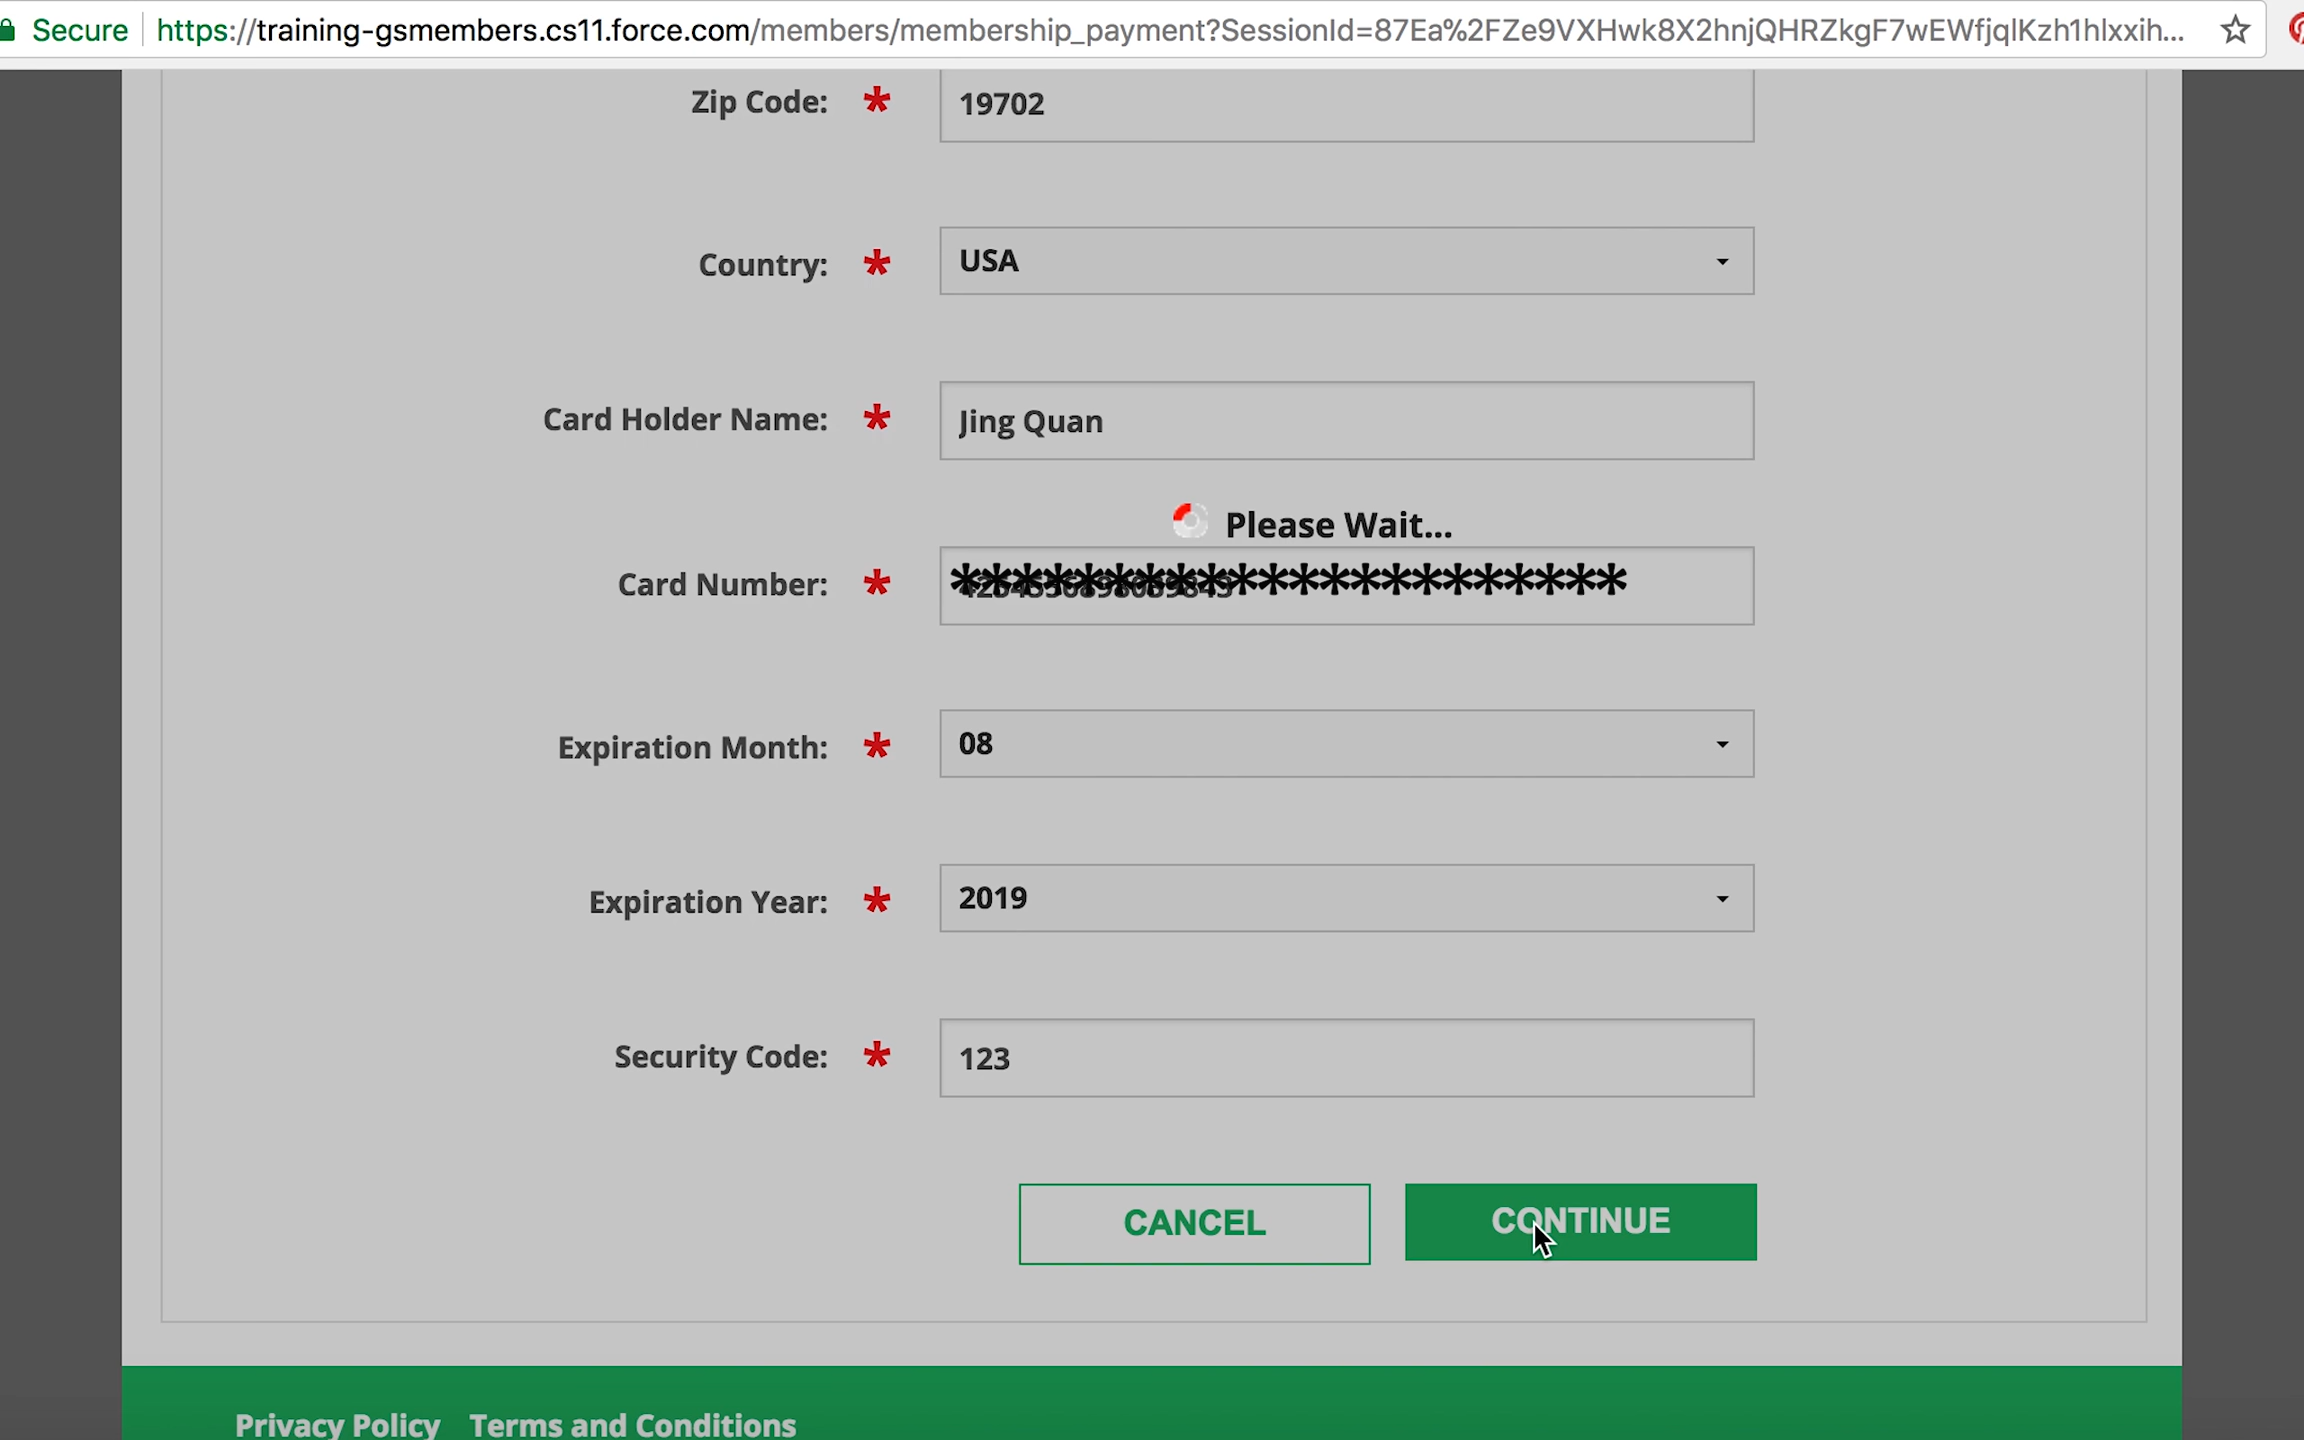 Secure https://training-gsmembers.cs11.force.com/members/membership_payment?SessionId=87Ea%2FZe9VXHwk8X2hnjQHRZkgF7wEWfjqlKzh1hlxxih...
Zip Code: * 19702
Country: * USA
Card Holder Name: * Jing Quan
Please Wait...
Card Number: * **********************
Expiration Month: * 08
Expiration Year: * 2019
Security Code: * 123
CANCEL CONTINUE
Privacy Policy Terms and Conditions